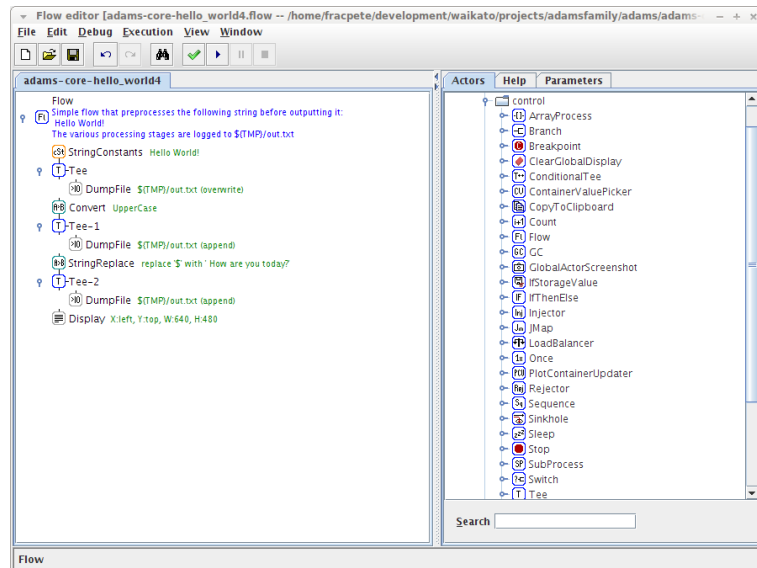 Flow editor [adams-core-hello_world4.flow -- /home/fracpete/development/waikato/projects/adamsfamily/adams/adams-
File Edit Debug Execution View Window
adams-core-hello_world4
Flow
Simple flow that preprocesses the following string before outputting it:
Hello World!
The various processing stages are logged to $(TMP)/out.txt
StringConstants Hello World!
Tee
DumpFile $(TMP)/out.txt (overwrite)
Convert UpperCase
Tee-1
DumpFile $(TMP)/out.txt (append)
StringReplace replace '$' with ' How are you today?'
Tee-2
DumpFile $(TMP)/out.txt (append)
Display X:left, Y:top, W:640, H:480
Actors Help Parameters
control
ArrayProcess
Branch
Breakpoint
ClearGlobalDisplay
ConditionalTee
ContainerValuePicker
CopyToClipboard
Count
Flow
GC
GlobalActorScreenshot
IfStorageValue
IfThenElse
Injector
JMap
LoadBalancer
Once
PlotContainerUpdater
Rejector
Sequence
Sinkhole
Sleep
Stop
SubProcess
Switch
Tee
Search
Flow